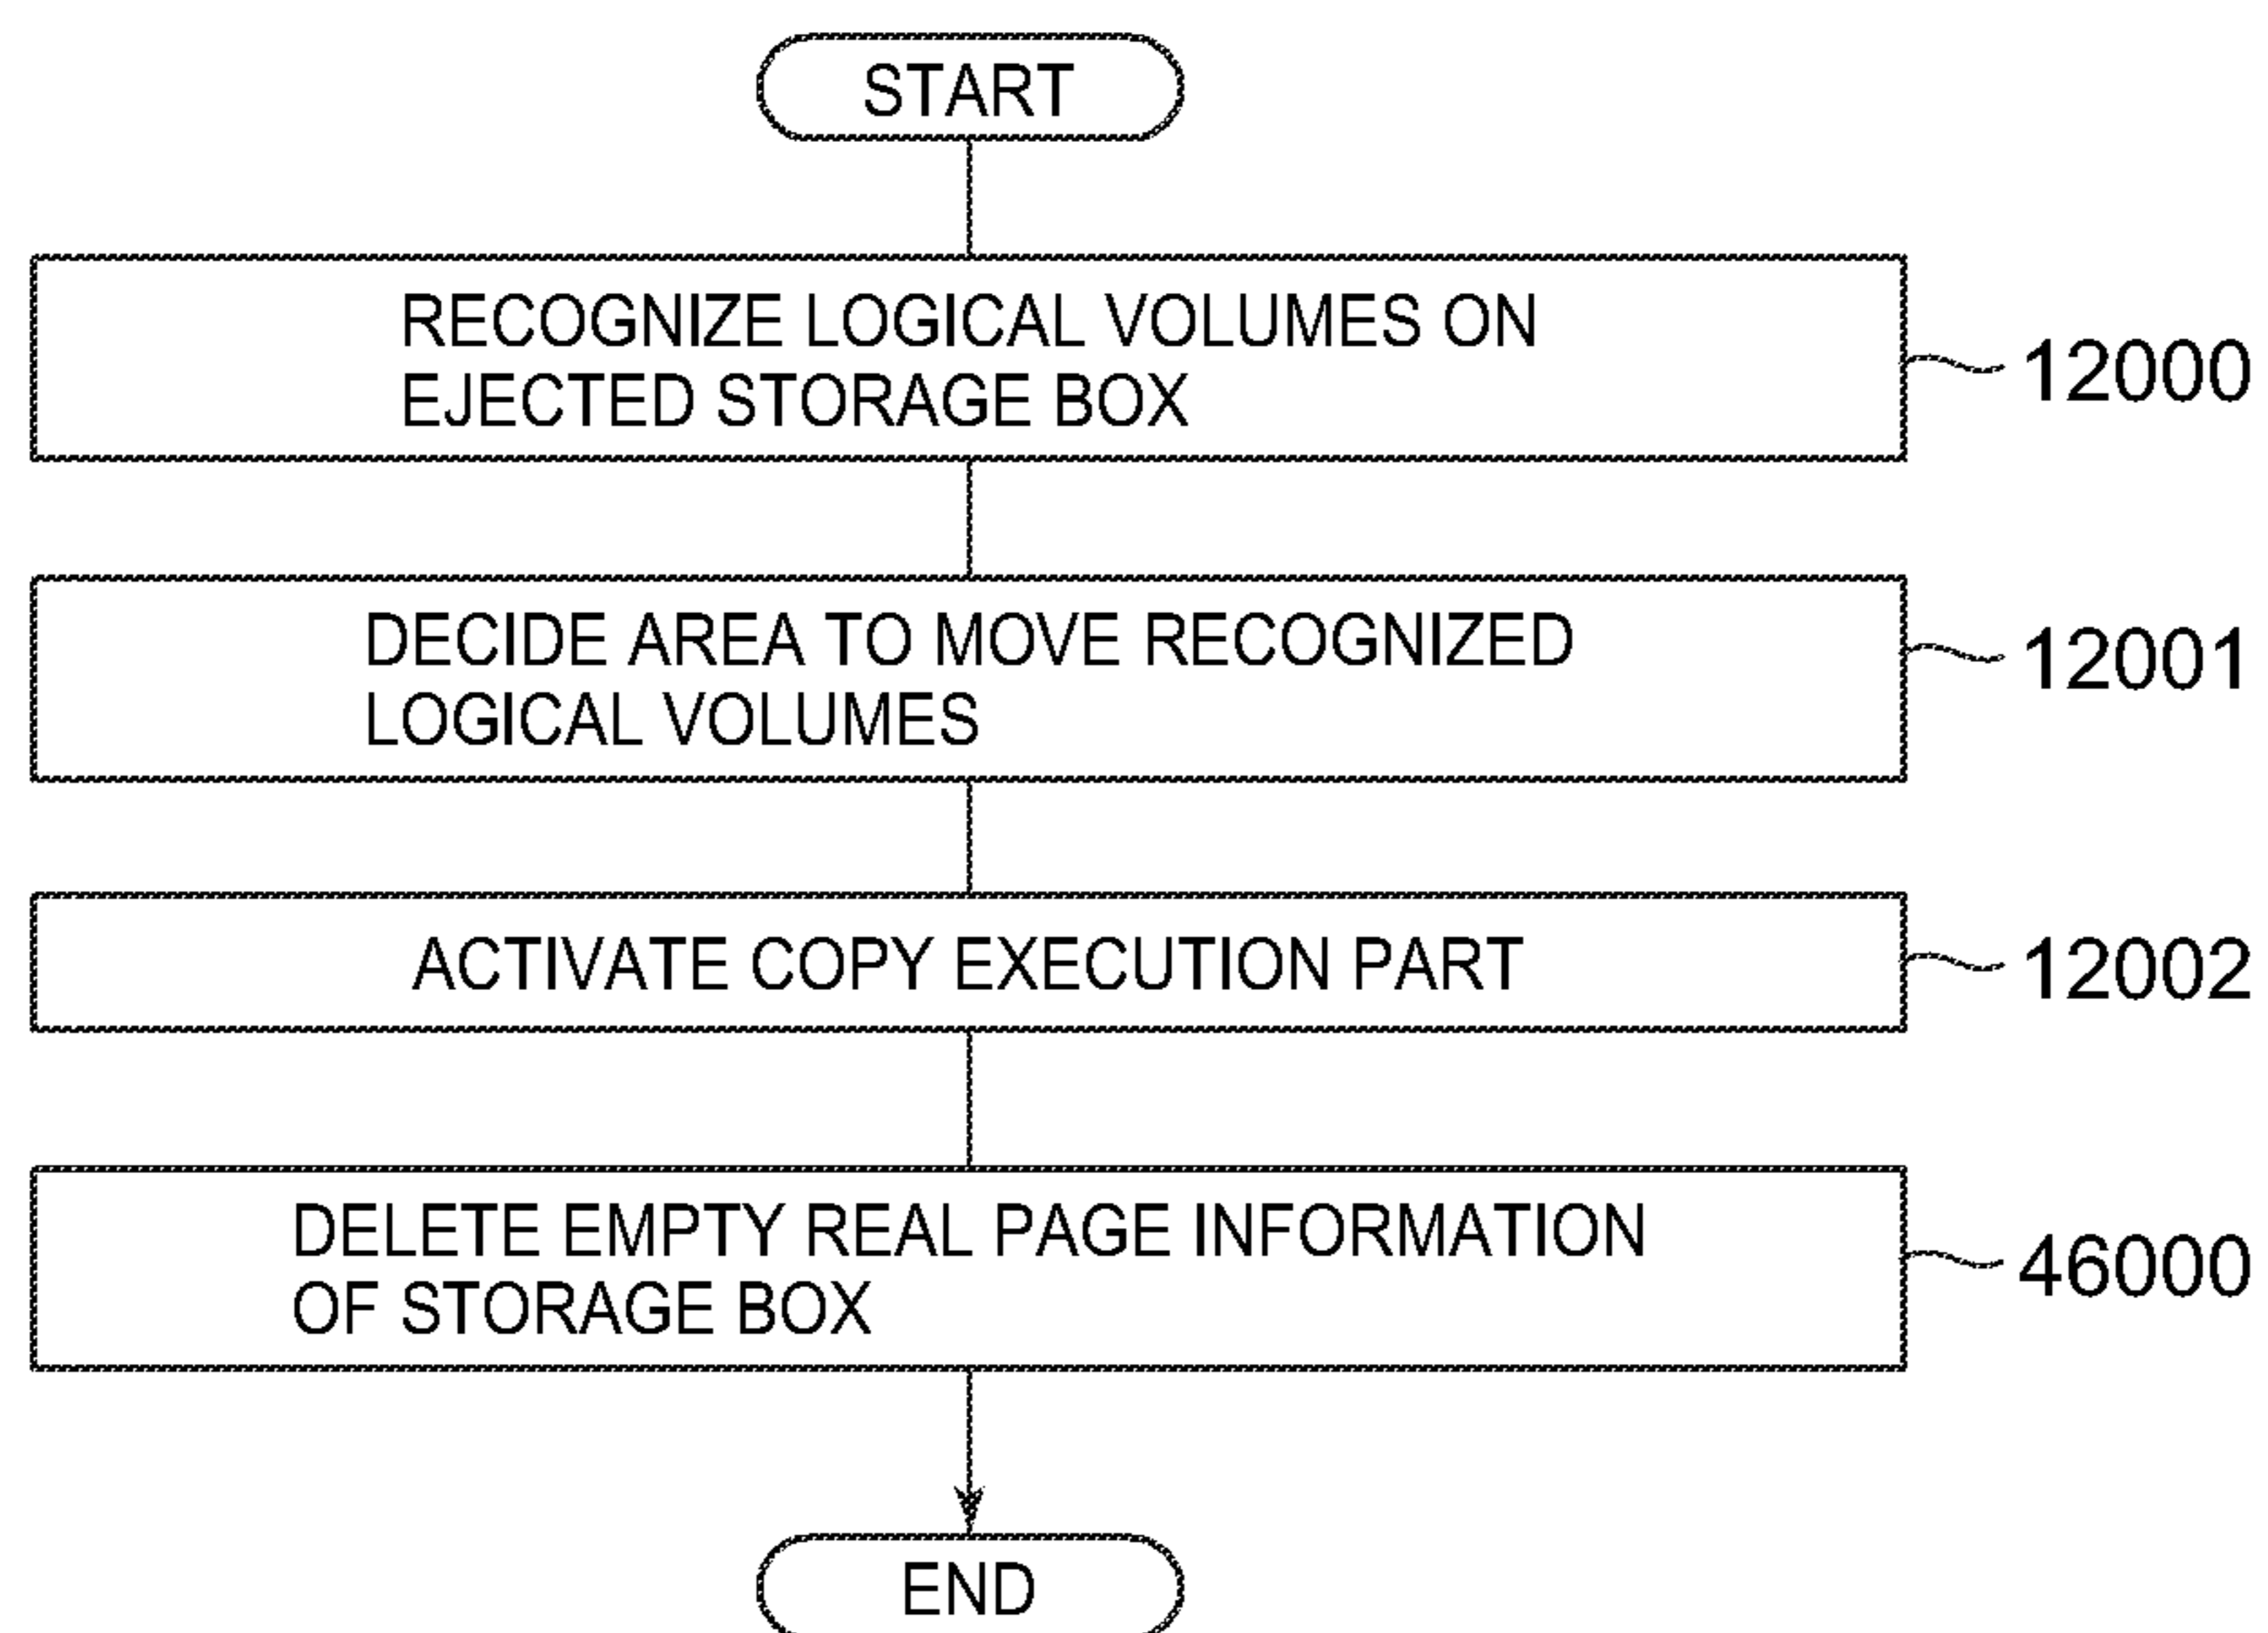 START
RECOGNIZE LOGICAL VOLUMES ON
EJECTED STORAGE BOX
12000
DECIDE AREA TO MOVE RECOGNIZED
LOGICAL VOLUMES
12001
ACTIVATE COPY EXECUTION PART
12002
DELETE EMPTY REAL PAGE INFORMATION
OF STORAGE BOX
46000
END